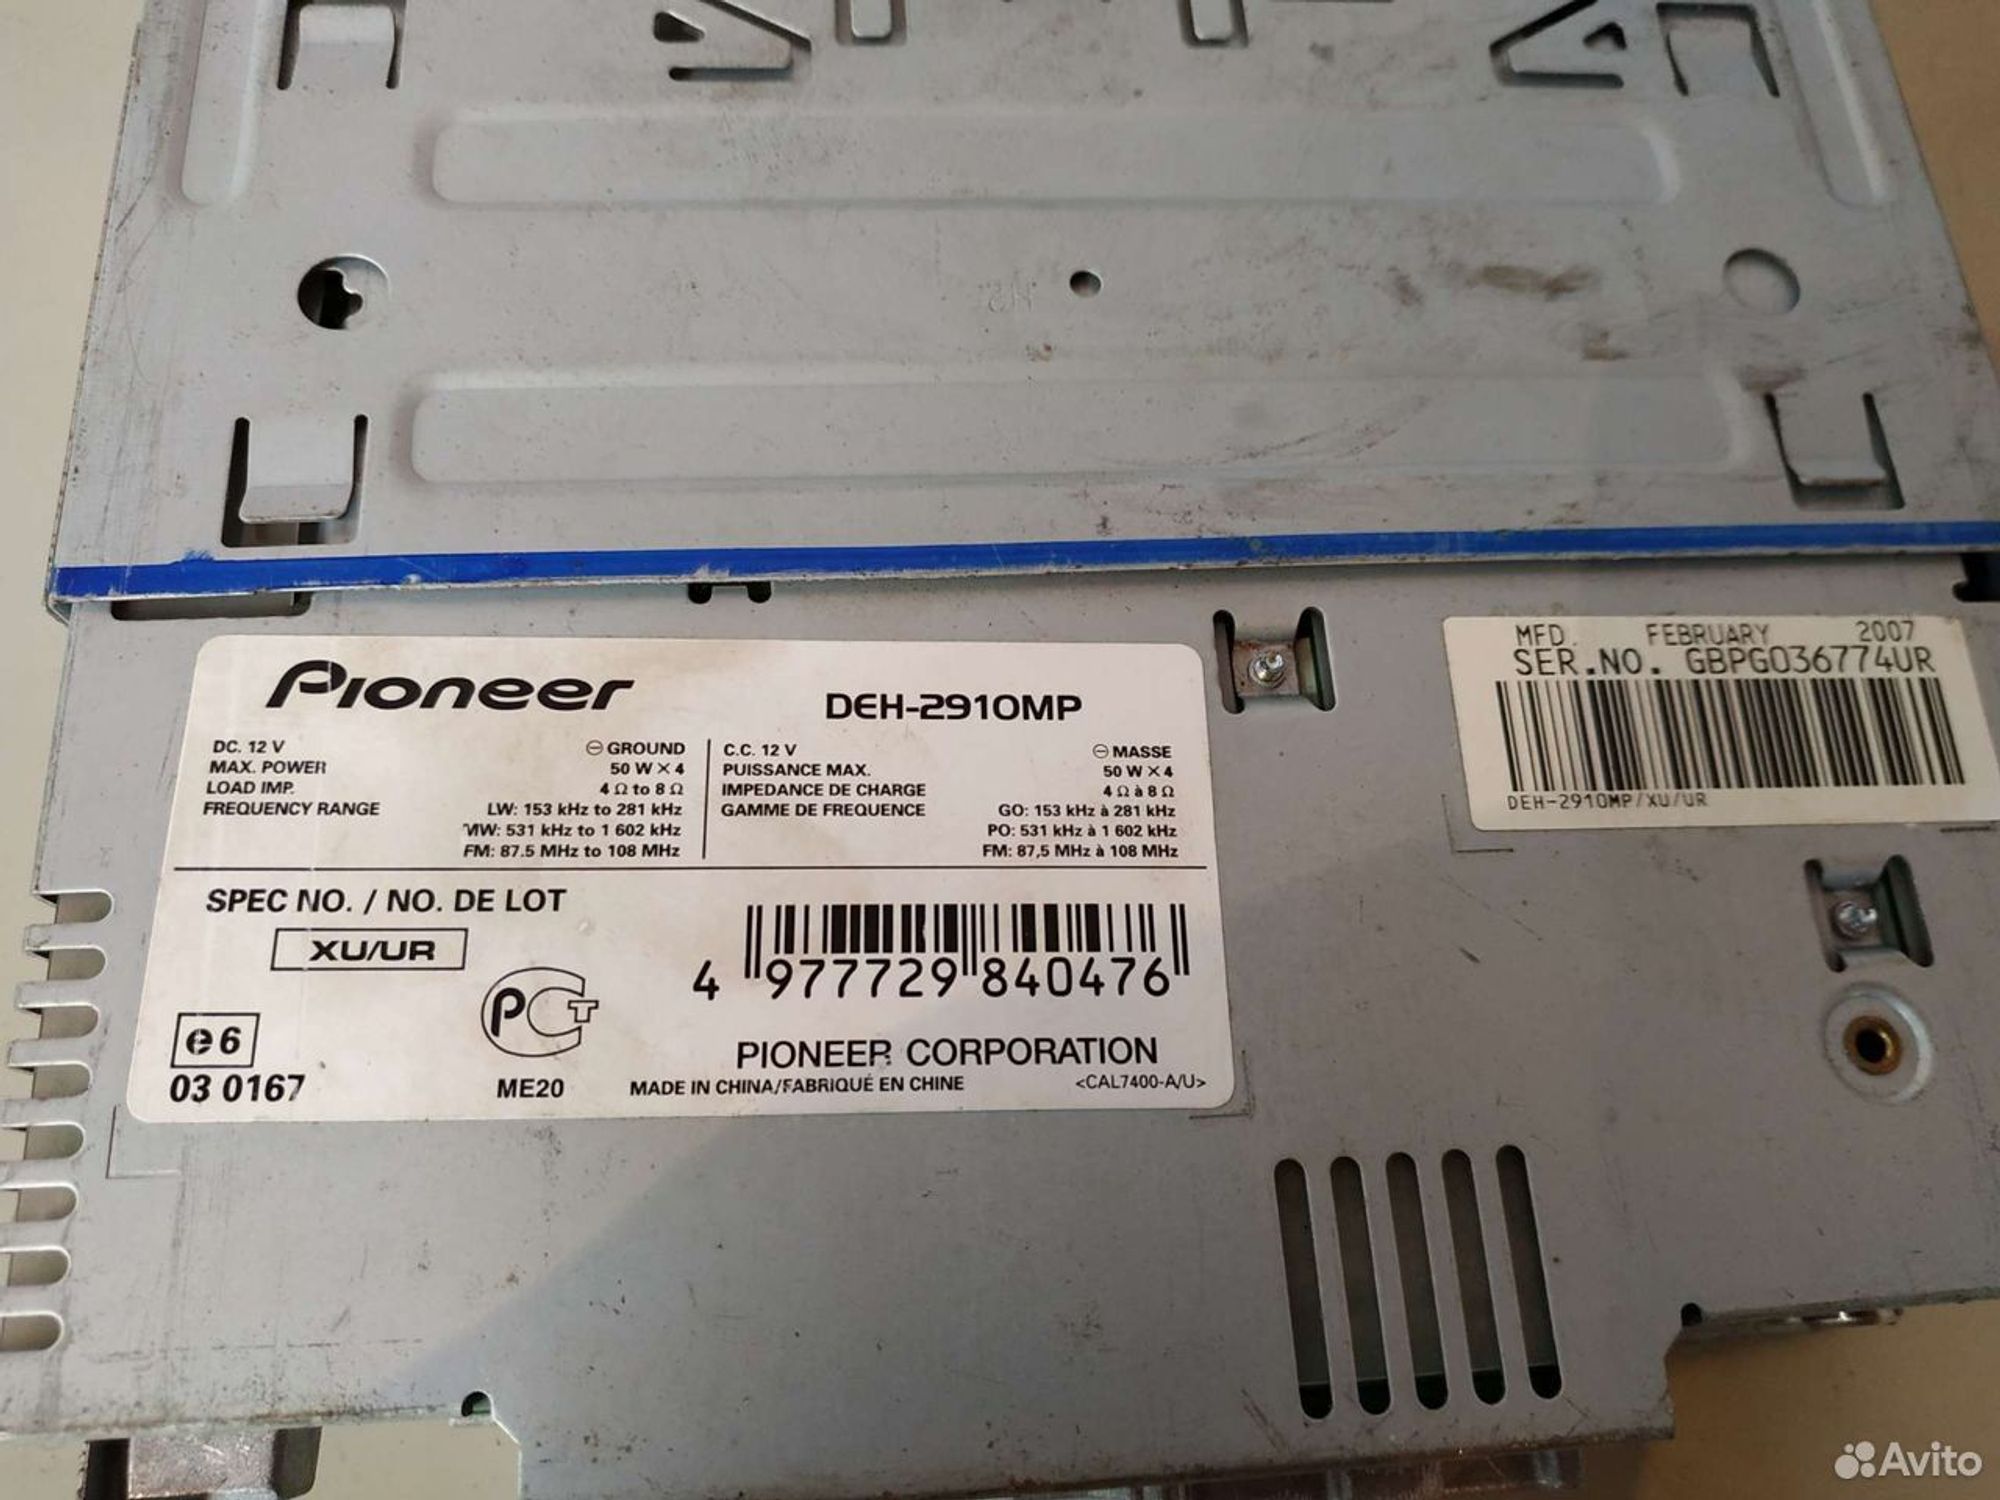 MFD. FEBRUARY 2007
SER.NO. GBPG036774UR
DEH-2910MP/XU/UR
Pioneer DEH-2910MP
DC. 12 V ⊖ GROUND
MAX. POWER 50 W × 4
LOAD IMP. 4 Ω to 8 Ω
FREQUENCY RANGE LW: 153 kHz to 281 kHz
MW: 531 kHz to 1 602 kHz
FM: 87.5 MHz to 108 MHz
C.C. 12 V ⊖ MASSE
PUISSANCE MAX. 50 W × 4
IMPEDANCE DE CHARGE 4 Ω à 8 Ω
GAMME DE FREQUENCE GO: 153 kHz à 281 kHz
PO: 531 kHz à 1 602 kHz
FM: 87,5 MHz à 108 MHz
SPEC NO. / NO. DE LOT
XU/UR
4 977729 840476
e6
03 0167
РСТ
ME20
PIONEER CORPORATION
MADE IN CHINA/FABRIQUÉ EN CHINE <CAL7400-A/U>
Avito